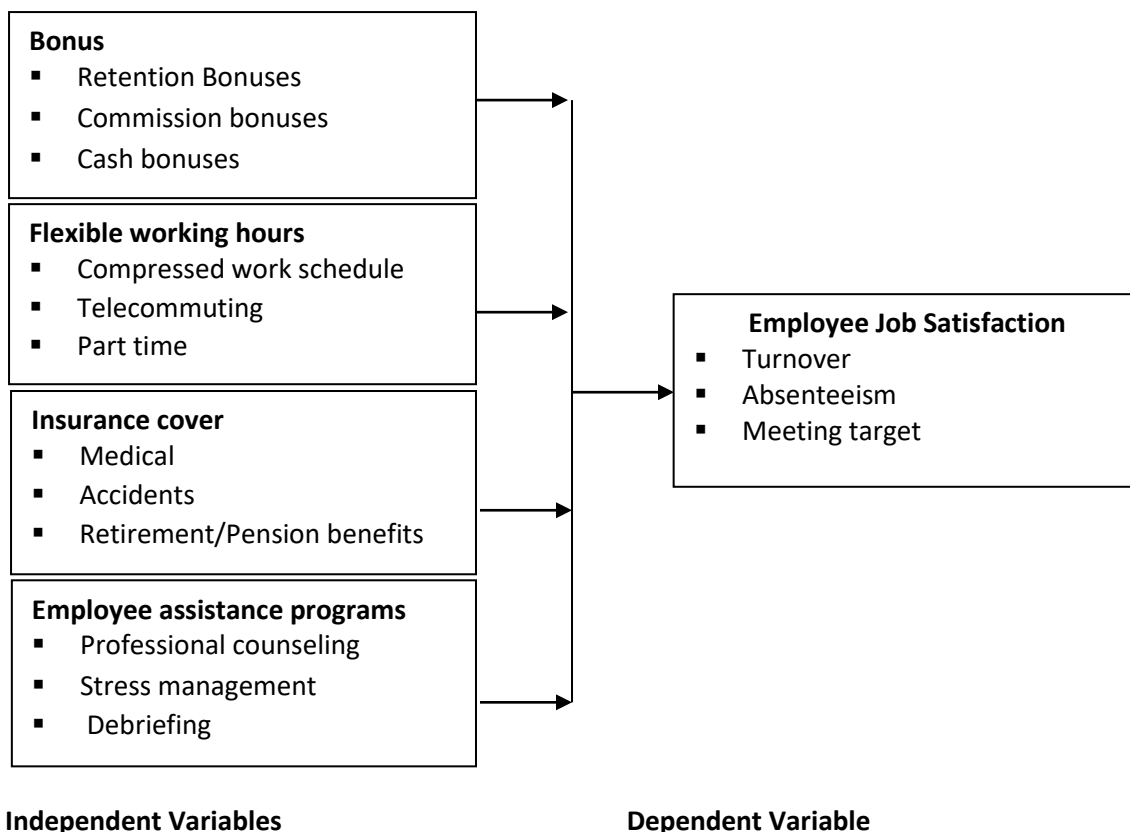 Bonus
▪ Retention Bonuses
▪ Commission bonuses
▪ Cash bonuses
Flexible working hours
▪ Compressed work schedule
▪ Telecommuting
▪ Part time
Insurance cover
▪ Medical
▪ Accidents
▪ Retirement/Pension benefits
Employee assistance programs
▪ Professional counseling
▪ Stress management
▪ Debriefing
Employee Job Satisfaction
▪ Turnover
▪ Absenteeism
▪ Meeting target
Independent Variables
Dependent Variable